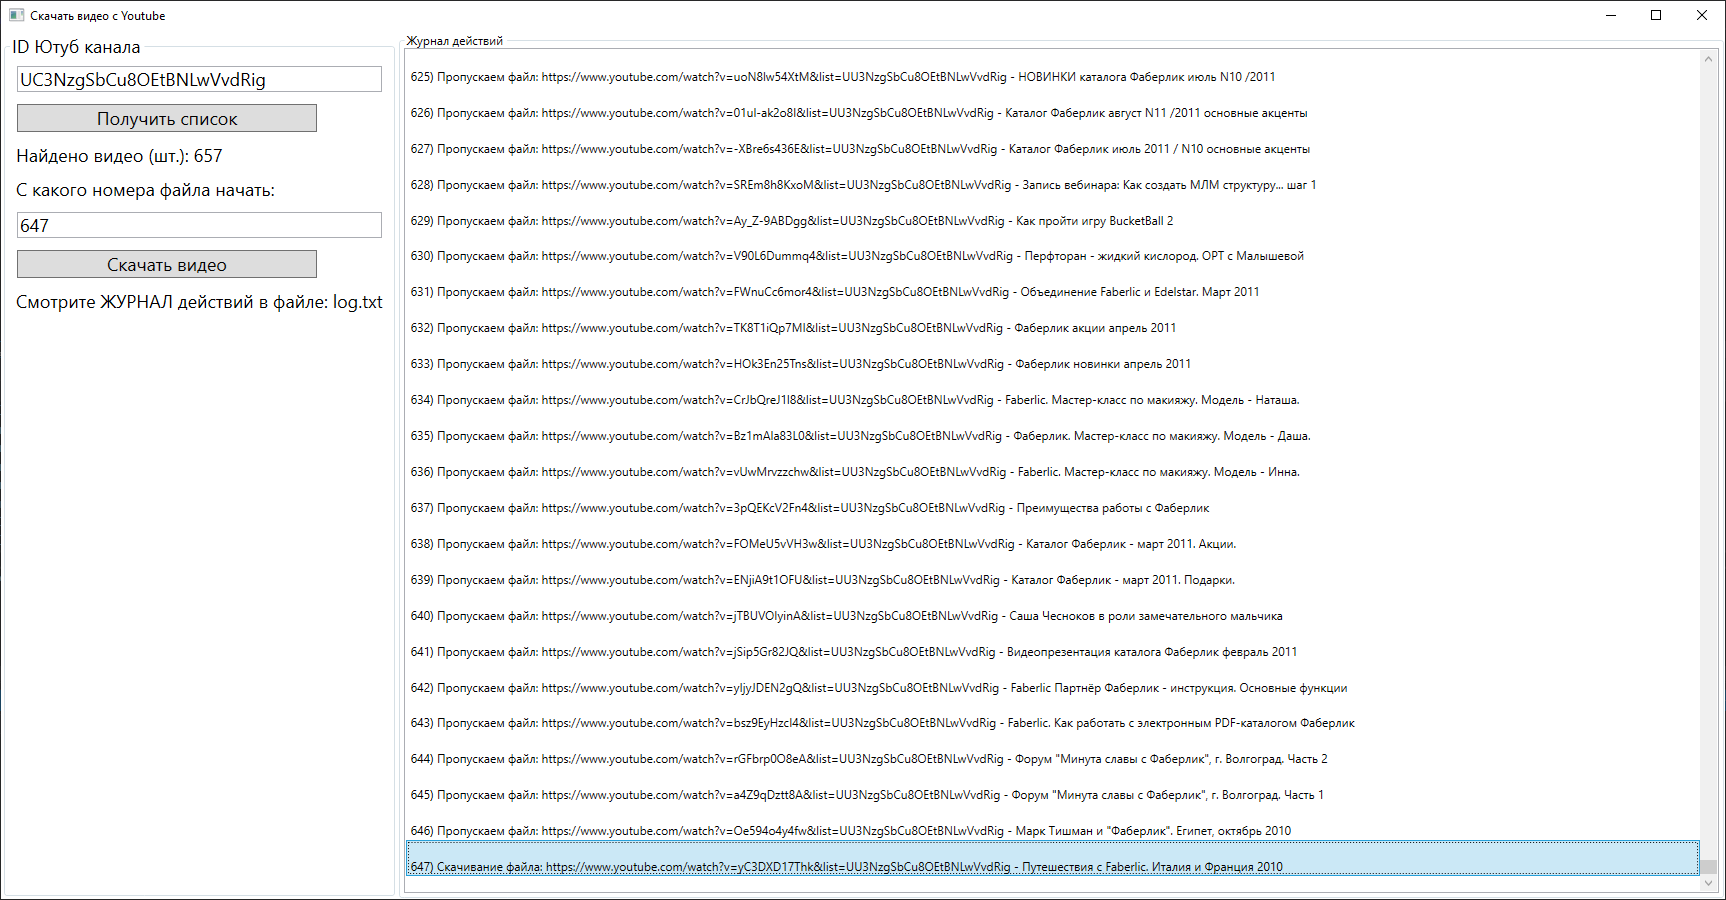 Скачать видео с Youtube
ID Ютуб канала
UC3NzgSbCu8OEtBNLwVvdRig
Получить список
Найдено видео (шт.): 657
С какого номера файла начать:
647
Скачать видео
Смотрите ЖУРНАЛ действий в файле: log.txt
Журнал действий
625) Пропускаем файл: https://www.youtube.com/watch?v=uoN8lw54XtM&list=UU3NzgSbCu8OEtBNLwVvdRig - НОВИНКИ каталога Фаберлик июль N10 /2011
626) Пропускаем файл: https://www.youtube.com/watch?v=01uI-ak2o8I&list=UU3NzgSbCu8OEtBNLwVvdRig - Каталог Фаберлик август N11 /2011 основные акценты
627) Пропускаем файл: https://www.youtube.com/watch?v=-XBre6s436E&list=UU3NzgSbCu8OEtBNLwVvdRig - Каталог Фаберлик июль 2011 / N10 основные акценты
628) Пропускаем файл: https://www.youtube.com/watch?v=SREm8h8KxoM&list=UU3NzgSbCu8OEtBNLwVvdRig - Запись вебинара: Как создать МЛМ структуру... шаг 1
629) Пропускаем файл: https://www.youtube.com/watch?v=Ay_Z-9ABDgg&list=UU3NzgSbCu8OEtBNLwVvdRig - Как пройти игру BucketBall 2
630) Пропускаем файл: https://www.youtube.com/watch?v=V90L6Dummq4&list=UU3NzgSbCu8OEtBNLwVvdRig - Перфторан - жидкий кислород. ОРТ с Малышевой
631) Пропускаем файл: https://www.youtube.com/watch?v=FWnuCc6mor4&list=UU3NzgSbCu8OEtBNLwVvdRig - Объединение Faberlic и Edelstar. Март 2011
632) Пропускаем файл: https://www.youtube.com/watch?v=TK8T1iQp7MI&list=UU3NzgSbCu8OEtBNLwVvdRig - Фаберлик акции апрель 2011
633) Пропускаем файл: https://www.youtube.com/watch?v=HOk3En25Tns&list=UU3NzgSbCu8OEtBNLwVvdRig - Фаберлик новинки апрель 2011
634) Пропускаем файл: https://www.youtube.com/watch?v=CrJbQreJ1I8&list=UU3NzgSbCu8OEtBNLwVvdRig - Faberlic. Мастер-класс по макияжу. Модель - Наташа.
635) Пропускаем файл: https://www.youtube.com/watch?v=Bz1mAla83L0&list=UU3NzgSbCu8OEtBNLwVvdRig - Фаберлик. Мастер-класс по макияжу. Модель - Даша.
636) Пропускаем файл: https://www.youtube.com/watch?v=vUwMrvzzchw&list=UU3NzgSbCu8OEtBNLwVvdRig - Faberlic. Мастер-класс по макияжу. Модель - Инна.
637) Пропускаем файл: https://www.youtube.com/watch?v=3pQEKcV2Fn4&list=UU3NzgSbCu8OEtBNLwVvdRig - Преимущества работы с Фаберлик
638) Пропускаем файл: https://www.youtube.com/watch?v=FOMeU5vVH3w&list=UU3NzgSbCu8OEtBNLwVvdRig - Каталог Фаберлик - март 2011. Акции.
639) Пропускаем файл: https://www.youtube.com/watch?v=ENjiA9t1OFU&list=UU3NzgSbCu8OEtBNLwVvdRig - Каталог Фаберлик - март 2011. Подарки.
640) Пропускаем файл: https://www.youtube.com/watch?v=jTBUVOlyinA&list=UU3NzgSbCu8OEtBNLwVvdRig - Саша Чесноков в роли замечательного мальчика
641) Пропускаем файл: https://www.youtube.com/watch?v=jSip5Gr82JQ&list=UU3NzgSbCu8OEtBNLwVvdRig - Видеопрезентация каталога Фаберлик февраль 2011
642) Пропускаем файл: https://www.youtube.com/watch?v=yIjyJDEN2gQ&list=UU3NzgSbCu8OEtBNLwVvdRig - Faberlic Партнёр Фаберлик - инструкция. Основные функции
643) Пропускаем файл: https://www.youtube.com/watch?v=bsz9EyHzcI4&list=UU3NzgSbCu8OEtBNLwVvdRig - Faberlic. Как работать с электронным PDF-каталогом Фаберлик
644) Пропускаем файл: https://www.youtube.com/watch?v=rGFbrp0O8eA&list=UU3NzgSbCu8OEtBNLwVvdRig - Форум "Минута славы с Фаберлик", г. Волгоград. Часть 2
645) Пропускаем файл: https://www.youtube.com/watch?v=a4Z9qDztt8A&list=UU3NzgSbCu8OEtBNLwVvdRig - Форум "Минута славы с Фаберлик", г. Волгоград. Часть 1
646) Пропускаем файл: https://www.youtube.com/watch?v=Oe594o4y4fw&list=UU3NzgSbCu8OEtBNLwVvdRig - Марк Тишман и "Фаберлик". Египет, октябрь 2010
647) Скачивание файла: https://www.youtube.com/watch?v=yC3DXD17Thk&list=UU3NzgSbCu8OEtBNLwVvdRig - Путешествия с Faberlic. Италия и Франция 2010